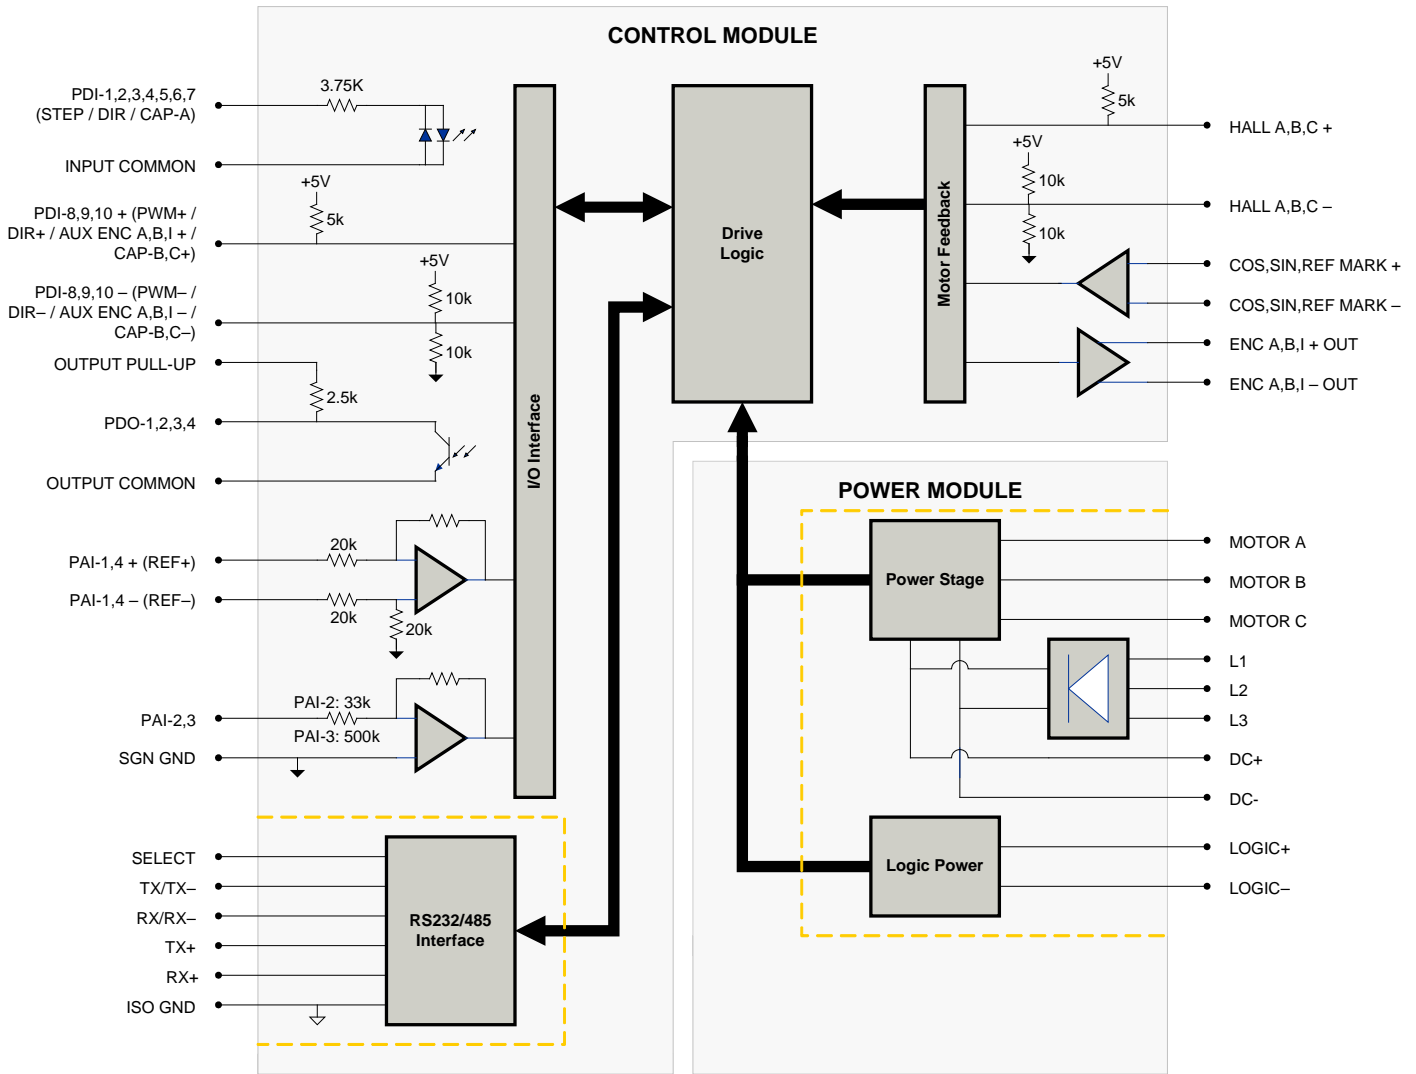 CONTROL MODULE
PDI-1,2,3,4,5,6,7
(STEP / DIR / CAP-A)
3.75K
INPUT COMMON
+5V
5k
PDI-8,9,10 + (PWM+ /
DIR+ / AUX ENC A,B,I + /
CAP-B,C+)
+5V
10k
10k
PDI-8,9,10 – (PWM– /
DIR– / AUX ENC A,B,I – /
CAP-B,C–)
OUTPUT PULL-UP
2.5k
PDO-1,2,3,4
OUTPUT COMMON
20k
PAI-1,4 + (REF+)
PAI-1,4 – (REF–)
20k
20k
PAI-2: 33k
PAI-2,3
PAI-3: 500k
SGN GND
I/O Interface
SELECT
TX/TX–
RX/RX–
TX+
RX+
ISO GND
RS232/485
Interface
Drive
Logic
Motor Feedback
+5V
5k
HALL A,B,C +
+5V
10k
HALL A,B,C –
10k
COS,SIN,REF MARK +
COS,SIN,REF MARK –
ENC A,B,I + OUT
ENC A,B,I – OUT
POWER MODULE
Power Stage
MOTOR A
MOTOR B
MOTOR C
L1
L2
L3
DC+
DC-
Logic Power
LOGIC+
LOGIC–